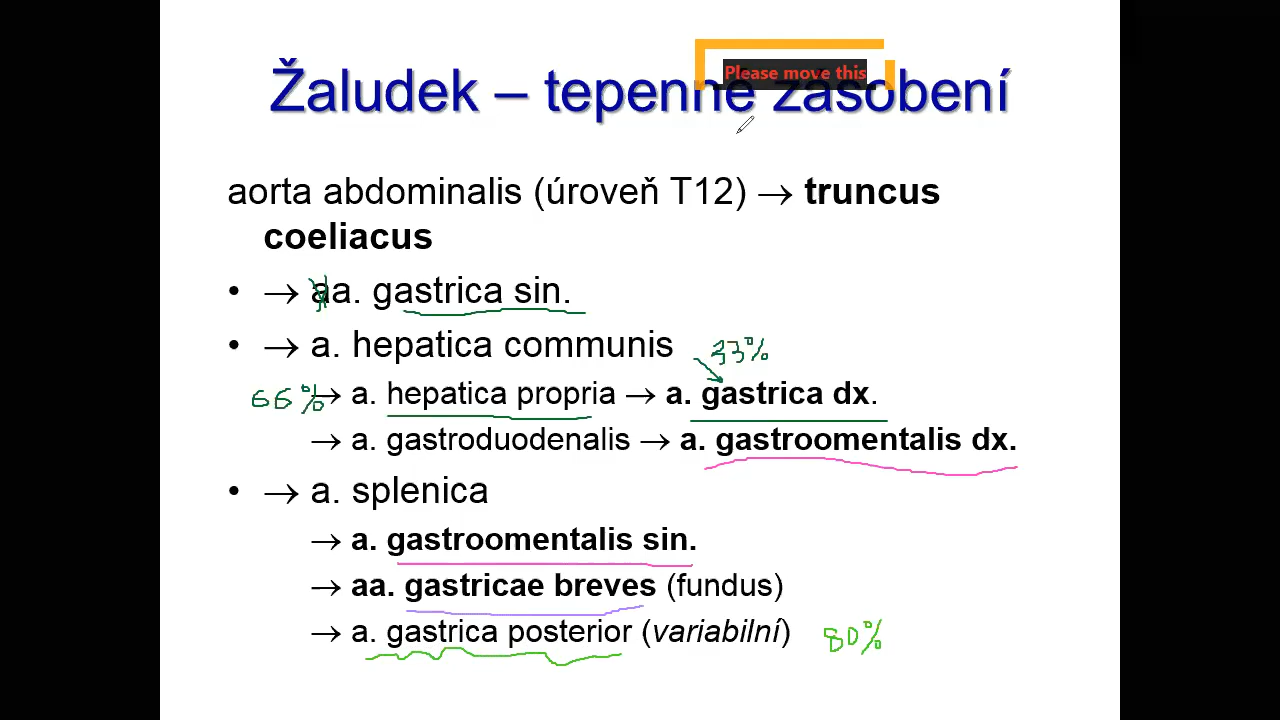 Please move this
Žaludek – tepenné zásobení
aorta abdominalis (úroveň T12) → truncus
coeliacus
• → aa. gastrica sin.
• → a. hepatica communis 33%
66% → a. hepatica propria → a. gastrica dx.
→ a. gastroduodenalis → a. gastroomentalis dx.
• → a. splenica
→ a. gastroomentalis sin.
→ aa. gastricae breves (fundus)
→ a. gastrica posterior (variabilní) 80%